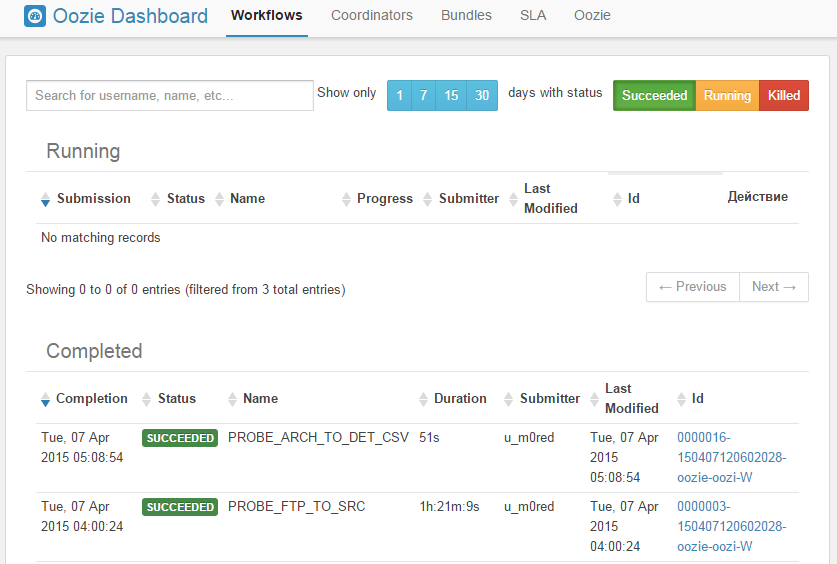 Oozie Dashboard Workflows Coordinators Bundles SLA Oozie
Search for username, name, etc... Show only 1 7 15 30 days with status Succeeded Running Killed
Running
Submission Status Name Progress Submitter Last Modified Id Действие
No matching records
Showing 0 to 0 of 0 entries (filtered from 3 total entries)
← Previous Next →
Completed
Completion Status Name Duration Submitter Last Modified Id
Tue, 07 Apr SUCCEEDED PROBE_ARCH_TO_DET_CSV 51s u_m0red Tue, 07 Apr 0000016-
2015 05:08:54 2015 150407120602028-
05:08:54 oozie-oozi-W
Tue, 07 Apr SUCCEEDED PROBE_FTP_TO_SRC 1h:21m:9s u_m0red Tue, 07 Apr 0000003-
2015 04:00:24 2015 150407120602028-
04:00:24 oozie-oozi-W